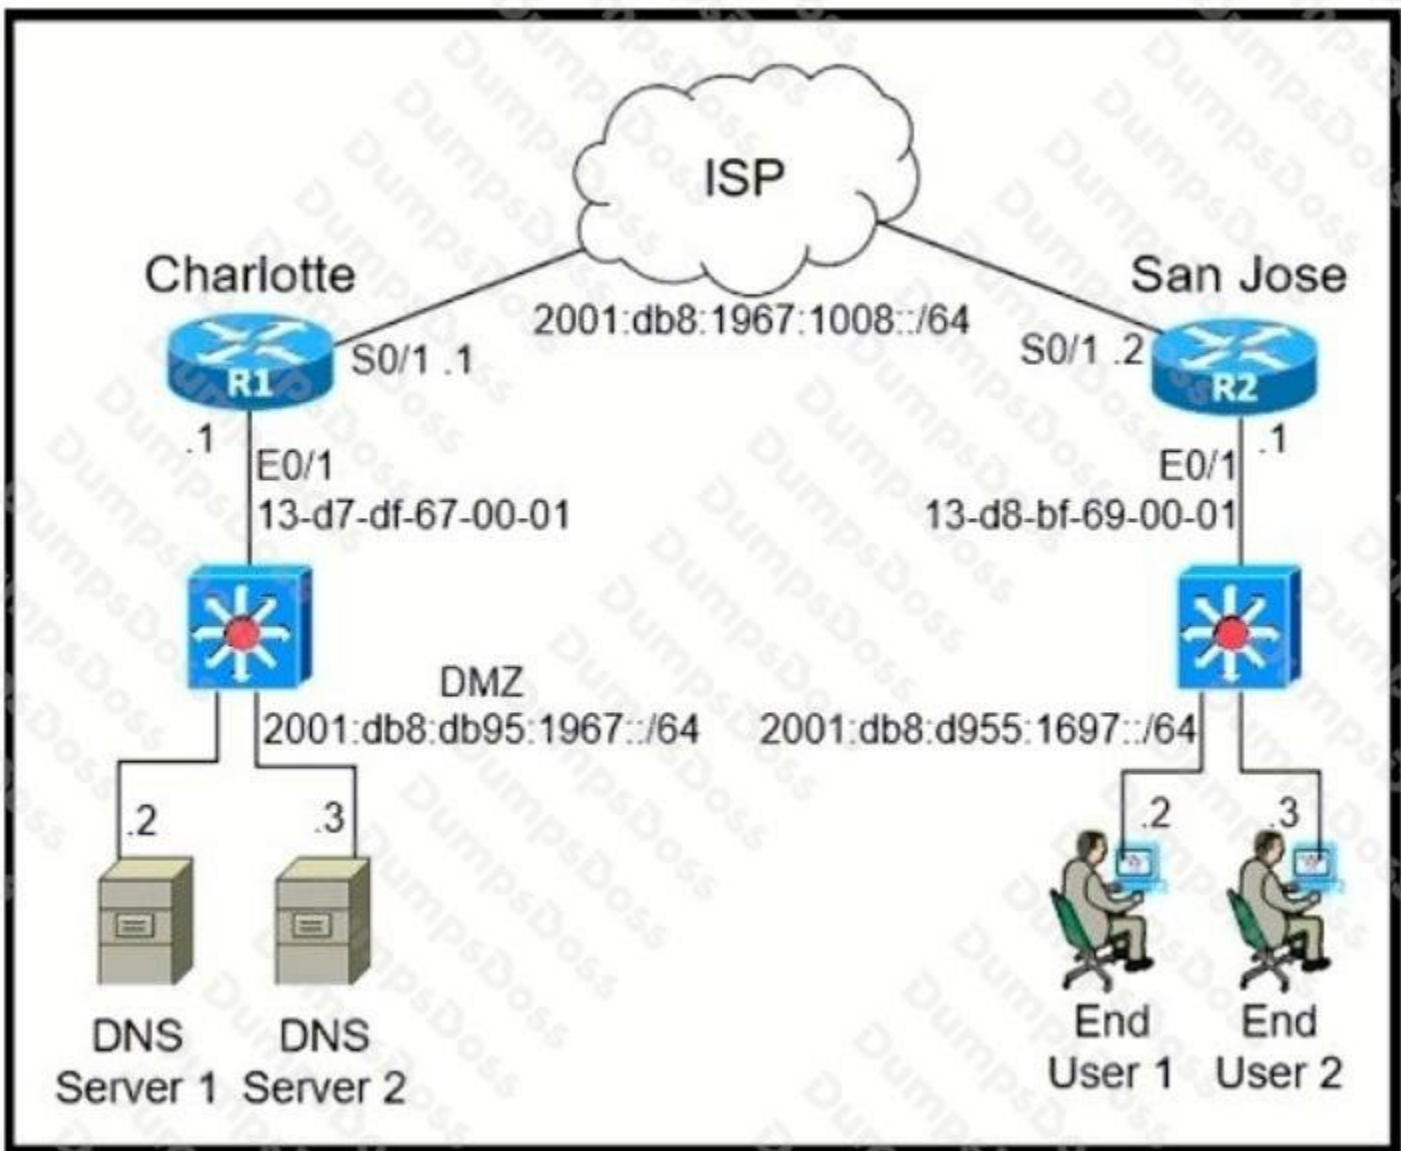 ISP
Charlotte
San Jose
2001:db8:1967:1008::/64
S0/1 .1
S0/1 .2
R1
R2
.1
.1
E0/1
E0/1
13-d7-df-67-00-01
13-d8-bf-69-00-01
DMZ
2001:db8:db95:1967::/64
2001:db8:d955:1697::/64
.2
.3
.2
.3
DNS
Server 1
DNS
Server 2
End
User 1
End
User 2
DumpsDoss